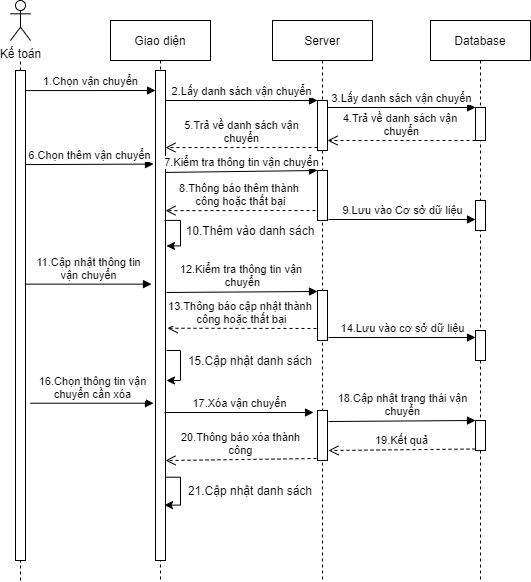 Kế toán
Giao diện
Server
Database
1.Chọn vận chuyển
2.Lấy danh sách vận chuyển
3.Lấy danh sách vận chuyển
4.Trả về danh sách vận
chuyển
5.Trả về danh sách vận
chuyển
6.Chọn thêm vận chuyển
7.Kiểm tra thông tin vận chuyển
8.Thông báo thêm thành
công hoặc thất bại
9.Lưu vào Cơ sở dữ liệu
10.Thêm vào danh sách
11.Cập nhật thông tin
vận chuyển
12.Kiểm tra thông tin vận
chuyển
13.Thông báo cập nhật thành
công hoặc thất bại
14.Lưu vào cơ sở dữ liệu
15.Cập nhật danh sách
16.Chọn thông tin vận
chuyển cần xóa
17.Xóa vận chuyển
18.Cập nhật trạng thái vận
chuyển
19.Kết quả
20.Thông báo xóa thành
công
21.Cập nhật danh sách